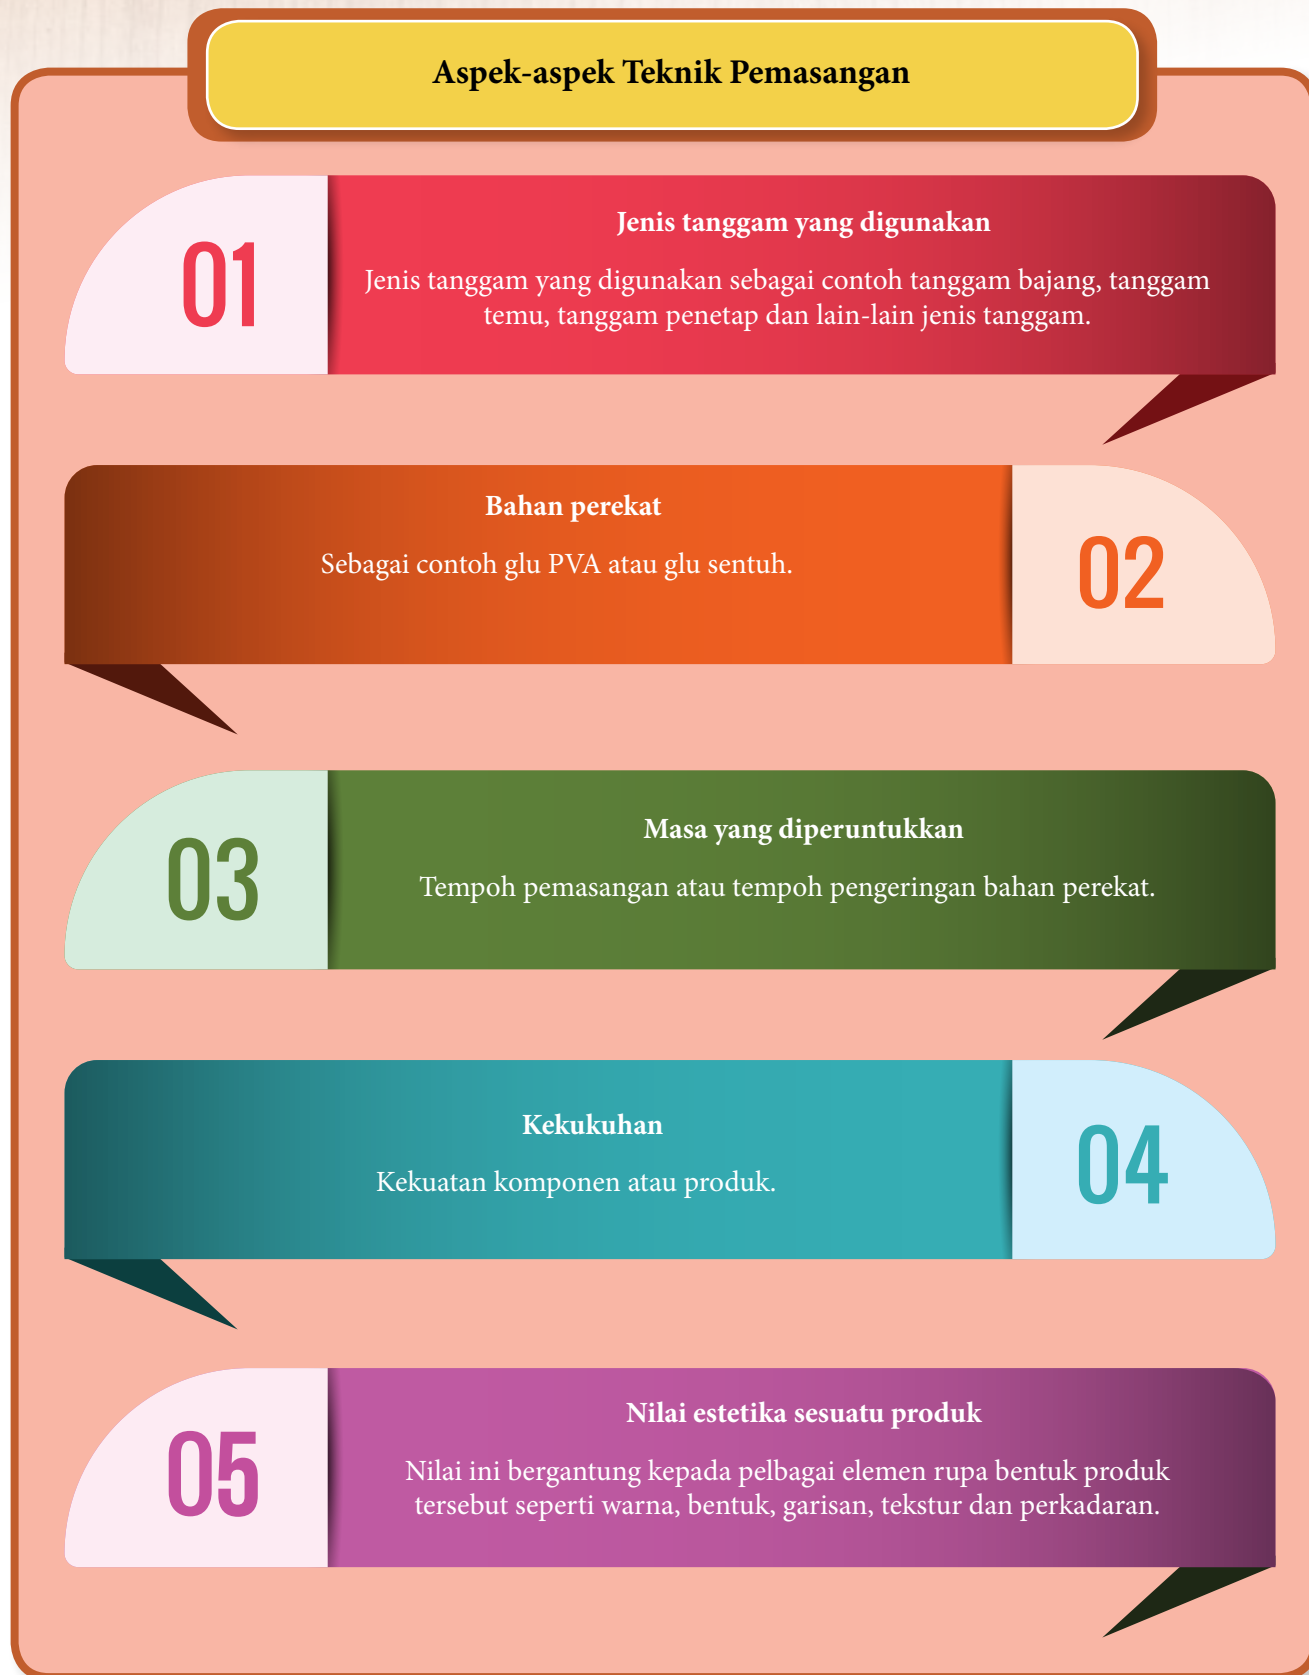 Aspek-aspek Teknik Pemasangan
01
Jenis tanggam yang digunakan
Jenis tanggam yang digunakan sebagai contoh tanggam bajang, tanggam
temu, tanggam penetap dan lain-lain jenis tanggam.
Bahan perekat
Sebagai contoh glu PVA atau glu sentuh.
02
03
Masa yang diperuntukkan
Tempoh pemasangan atau tempoh pengeringan bahan perekat.
Kekukuhan
Kekuatan komponen atau produk.
04
05
Nilai estetika sesuatu produk
Nilai ini bergantung kepada pelbagai elemen rupa bentuk produk
tersebut seperti warna, bentuk, garisan, tekstur dan perkadaran.